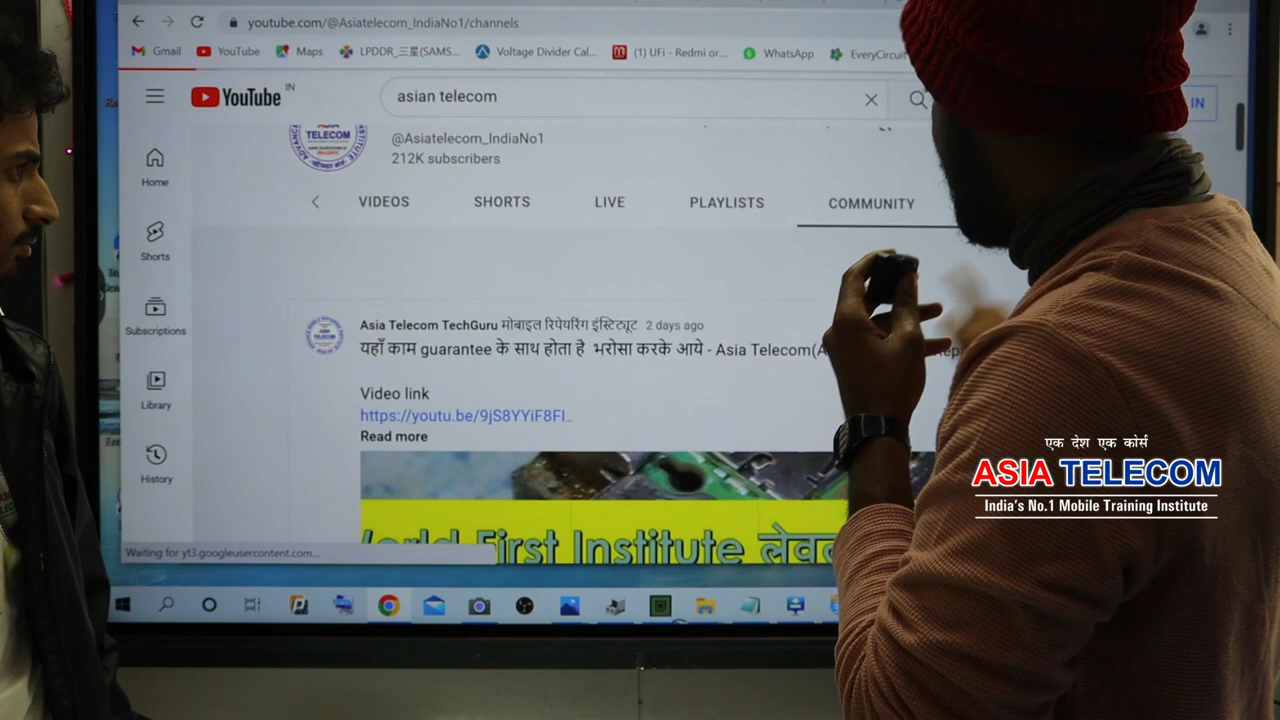 youtube.com/@Asiatelecom_IndiaNo1/channels
Gmail YouTube Maps LPDDR_三星(SAMS... Voltage Divider Cal... (1) UFi - Redmi or... WhatsApp EveryCircuit
YouTube IN
asian telecom
IN
TELECOM
@Asiatelecom_IndiaNo1
212K subscribers
Home
VIDEOS SHORTS LIVE PLAYLISTS COMMUNITY
Shorts
Subscriptions
Asia Telecom TechGuru मोबाइल रिपेयरिंग इंस्टिट्यूट 2 days ago
यहाँ काम guarantee के साथ होता है भरोसा करके आये - Asia Telecom(A
Video link
Library
https://youtu.be/9jS8YYiF8FI...
Read more
एक देश एक कोर्स
ASIA TELECOM
History
India's No.1 Mobile Training Institute
World First Institute
Waiting for yt3.googleusercontent.com...